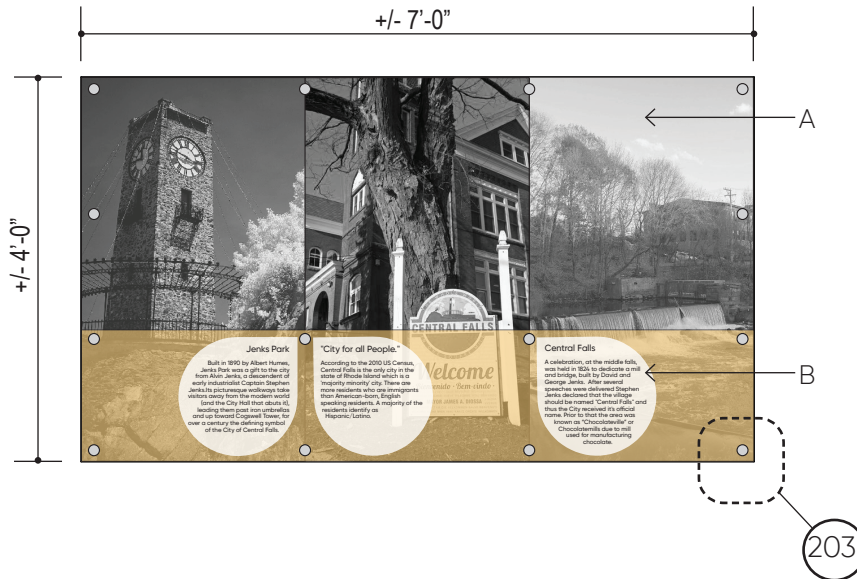 +/- 7'-0"
+/- 4'-0"
A
CENTRAL FALLS
Welcome
Bem vindo
B
Jenks Park
Built in 1890 by Albert Humes,
Jenks Park was a gift to the city
from Alvin Jenks, a descendent of
early industrialist Captain Stephen
Jenks.Its picturesque walkways take
visitors away from the modern world
(and the City Hall that abuts it),
leading them past iron umbrellas
and up toward Cogswell Tower, for
over a century the defining symbol
of the City of Central Falls.
"City for all People."
According to the 2010 US Census,
Central Falls is the only city in the
state of Rhode Island which is a
'majority minority' city. There are
more residents who are immigrants
than American-born, English
speaking residents. A majority of the
residents identify as
Hispanic/Latino.
Central Falls
A celebration, at the middle falls,
was held in 1824 to dedicate a mill
and bridge, built by David and
George Jenks. After several
speeches were delivered Stephen
Jenks declared that the village
should be named "Central Falls" and
thus the City received it's official
name. Prior to that the area was
known as "Chocolateville" or
Chocolatemills due to mill
used for manufacturing
chocolate.
203